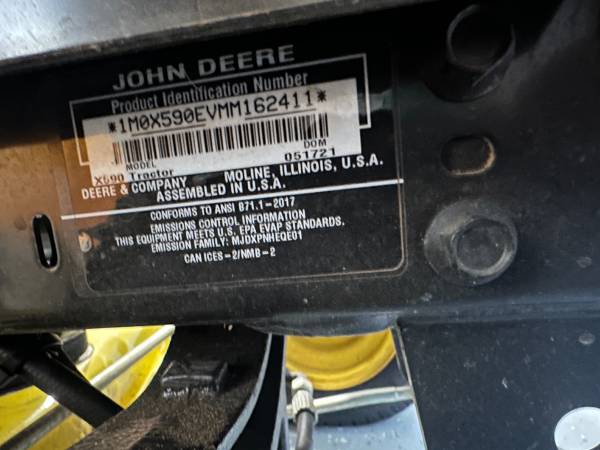 JOHN DEERE
Product Identification Number
*1M0X590EVMM162411*
MODEL DOM
X590 Tractor 051721
DEERE & COMPANY MOLINE, ILLINOIS, U.S.A.
ASSEMBLED IN U.S.A.
CONFORMS TO ANSI B71.1-2017
EMISSIONS CONTROL INFORMATION
THIS EQUIPMENT MEETS U.S. EPA EVAP STANDARDS.
EMISSION FAMILY: MJDXPNHEQE01
CAN ICES-2/NMB-2